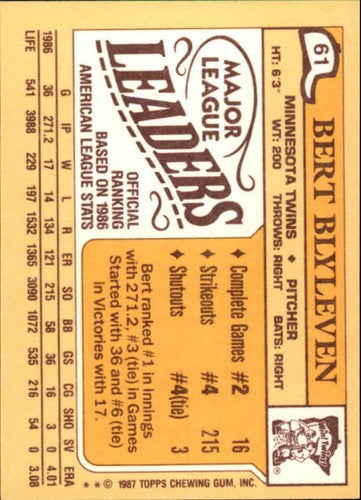 61
BERT BLYLEVEN
MINNESOTA TWINS ♦ PITCHER
HT: 6'3" WT: 200 THROWS: RIGHT BATS: RIGHT
MAJOR
LEAGUE
LEADERS
OFFICIAL
RANKING
BASED ON 1986
AMERICAN LEAGUE STATS
♦ Complete Games #2 16
♦ Strikeouts #4 215
♦ Shutouts #4(tie) 3
Bert ranked #1 in Innings
with 271.2, #3 (tie) in Games
Started with 36 and #6 (tie)
in Victories with 17.
G IP W L R ER SO BB GS CG SHO SV ERA
1986 36 271.2 17 14 134 121 215 58 36 16 3 0 4.01
LIFE 541 3988 229 197 1532 1365 3090 1072 535 216 54 0 3.08
**© 1987 TOPPS CHEWING GUM, INC.